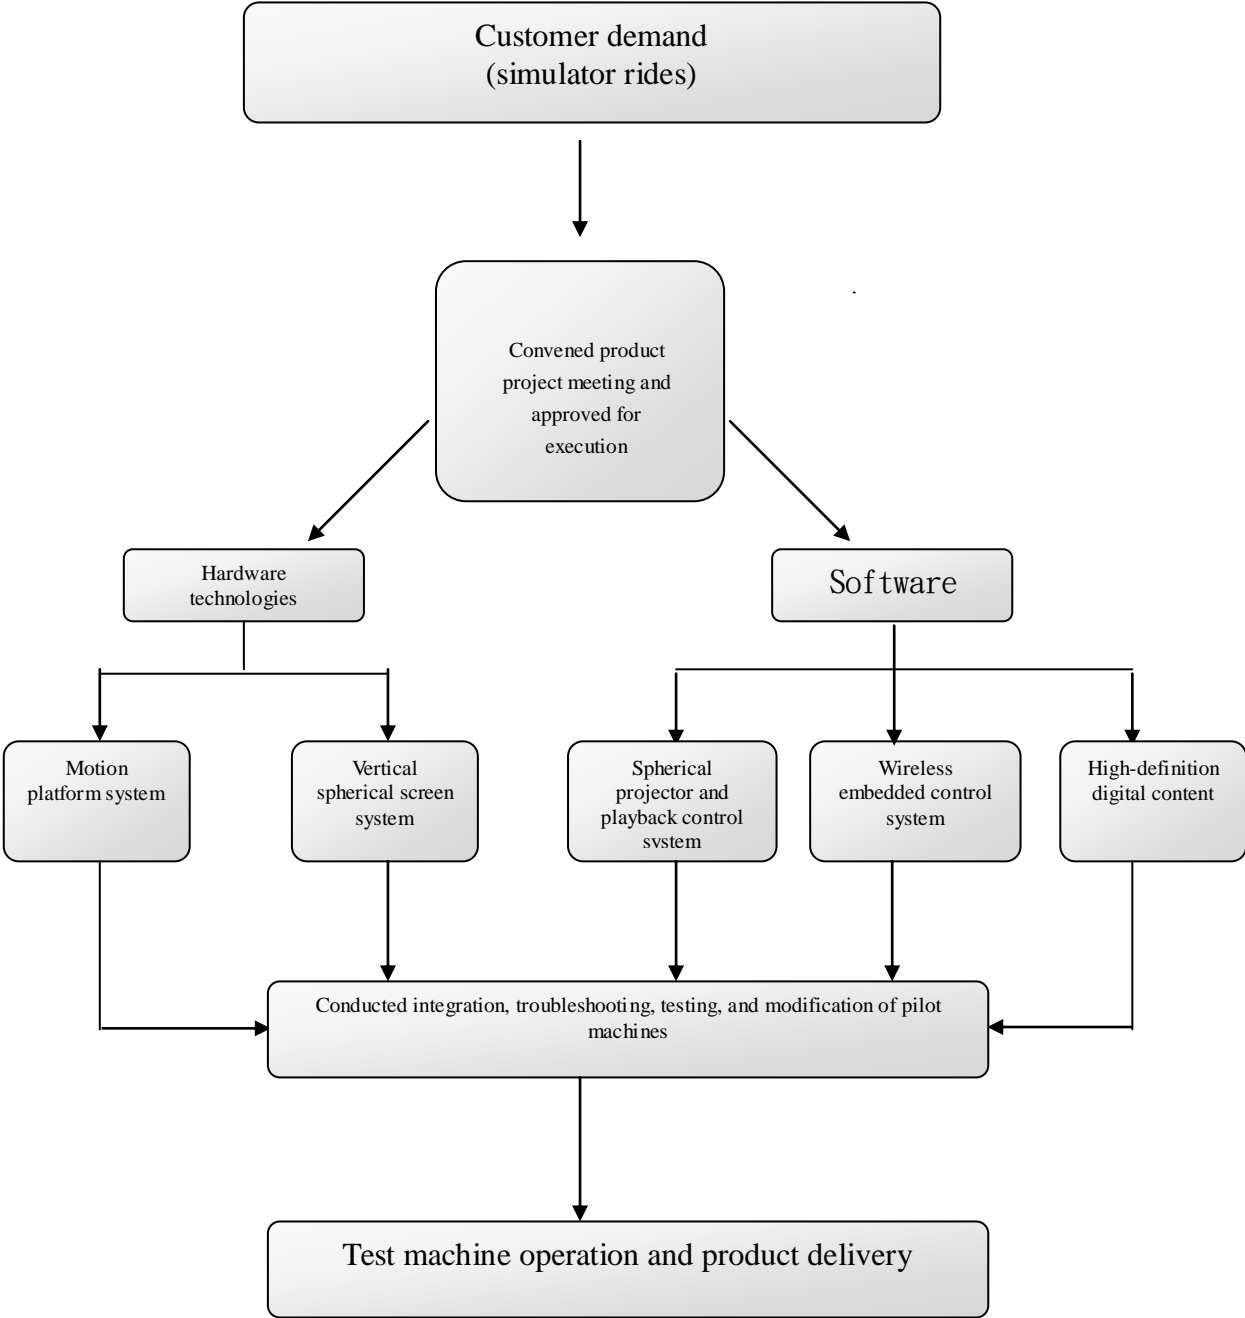 Customer demand
(simulator rides)
Convened product
project meeting and
approved for
execution
Hardware
technologies
Software
Motion
platform system
Vertical
spherical screen
system
Spherical
projector and
playback control
system
Wireless
embedded control
system
High-definition
digital content
Conducted integration, troubleshooting, testing, and modification of pilot
machines
Test machine operation and product delivery